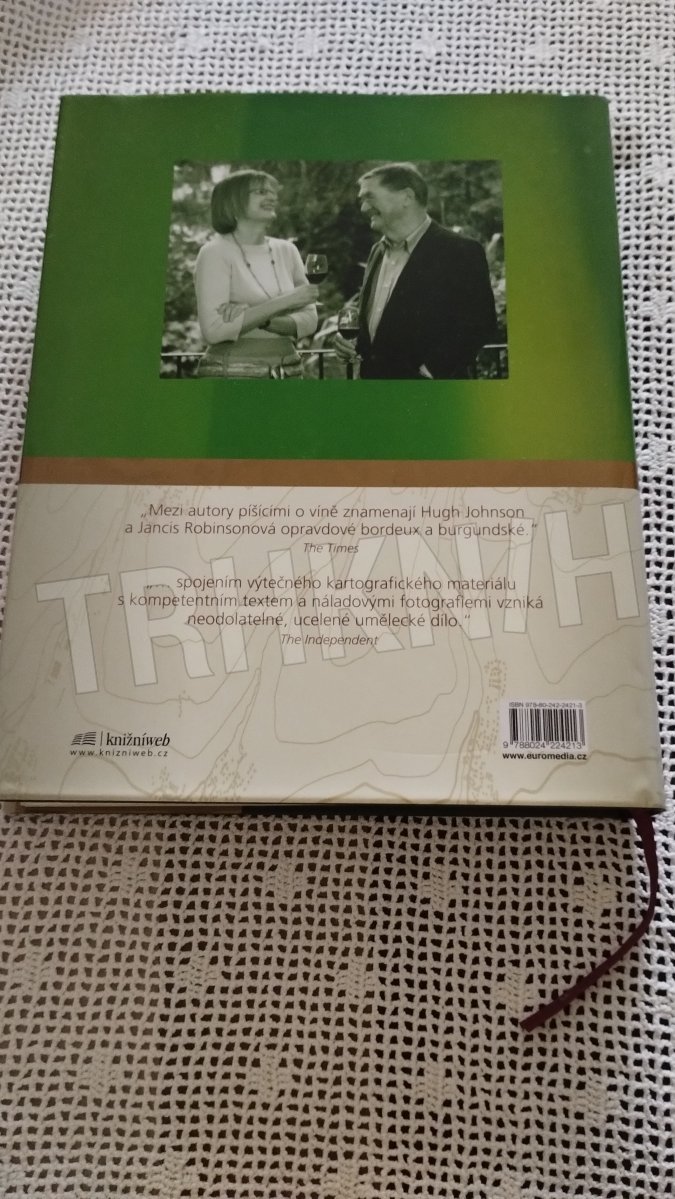 „Mezi autory píšícími o víně znamenají Hugh Johnson
a Jancis Robinsonová opravdové bordeux a burgundské.“
The Times
TRHKNIH
„... spojením výtečného kartografického materiálu
s kompetentním textem a náladovými fotografiemi vzniká
neodolatelné, ucelené umělecké dílo.“
The Independent
knižníweb
www.knizniweb.cz
ISBN 978-80-242-2421-3
9 788024 224213
www.euromedia.cz